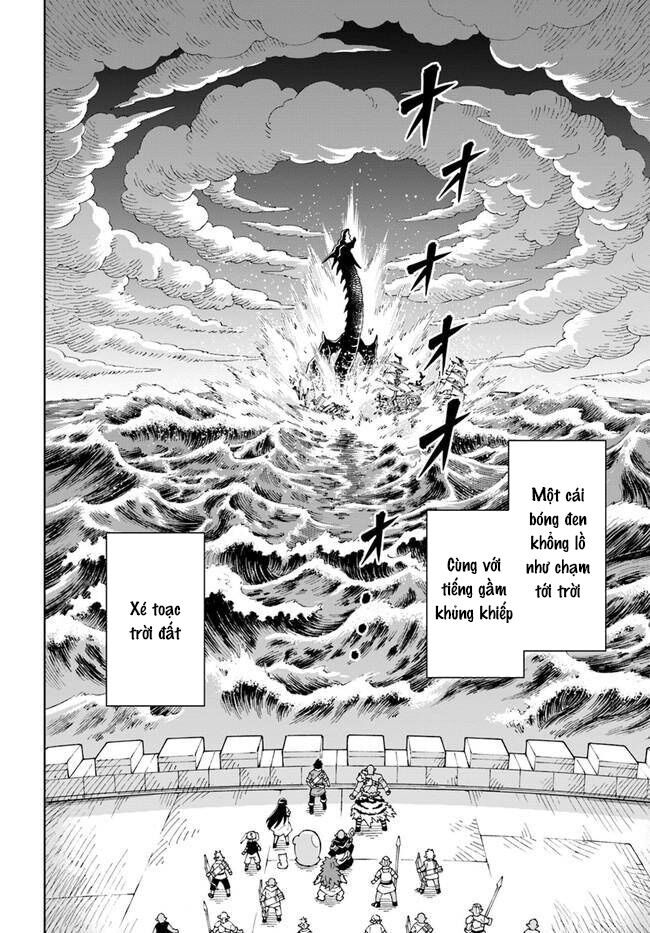 オオオオオオ...
Một cái
bóng đen
khổng lồ
như chạm
tới trời
Cùng với
tiếng gầm
khủng khiếp
Xé toạc
trời đất